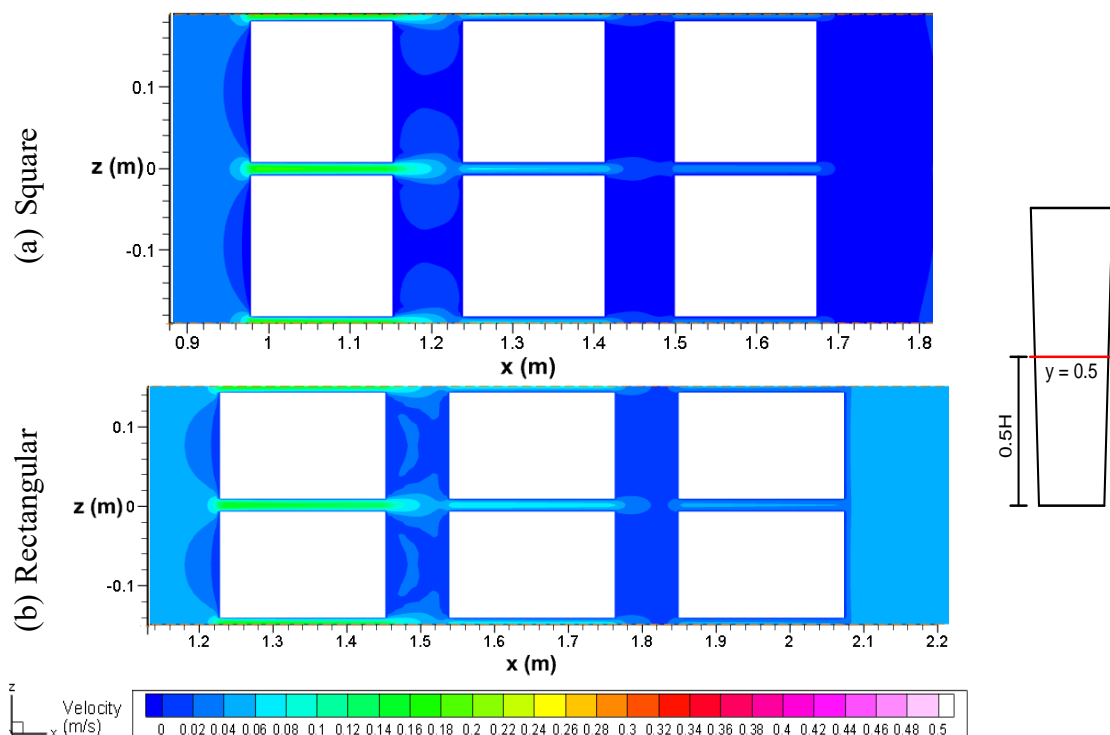 (a) Square
z (m)
0.1
0
-0.1
0.9 1 1.1 1.2 1.3 1.4 1.5 1.6 1.7 1.8
x (m)
(b) Rectangular
z (m)
0.1
0
-0.1
1.2 1.3 1.4 1.5 1.6 1.7 1.8 1.9 2 2.1 2.2
x (m)
y = 0.5
0.5H
z
x
Velocity
(m/s)
0 0.02 0.04 0.06 0.08 0.1 0.12 0.14 0.16 0.18 0.2 0.22 0.24 0.26 0.28 0.3 0.32 0.34 0.36 0.38 0.4 0.42 0.44 0.46 0.48 0.5